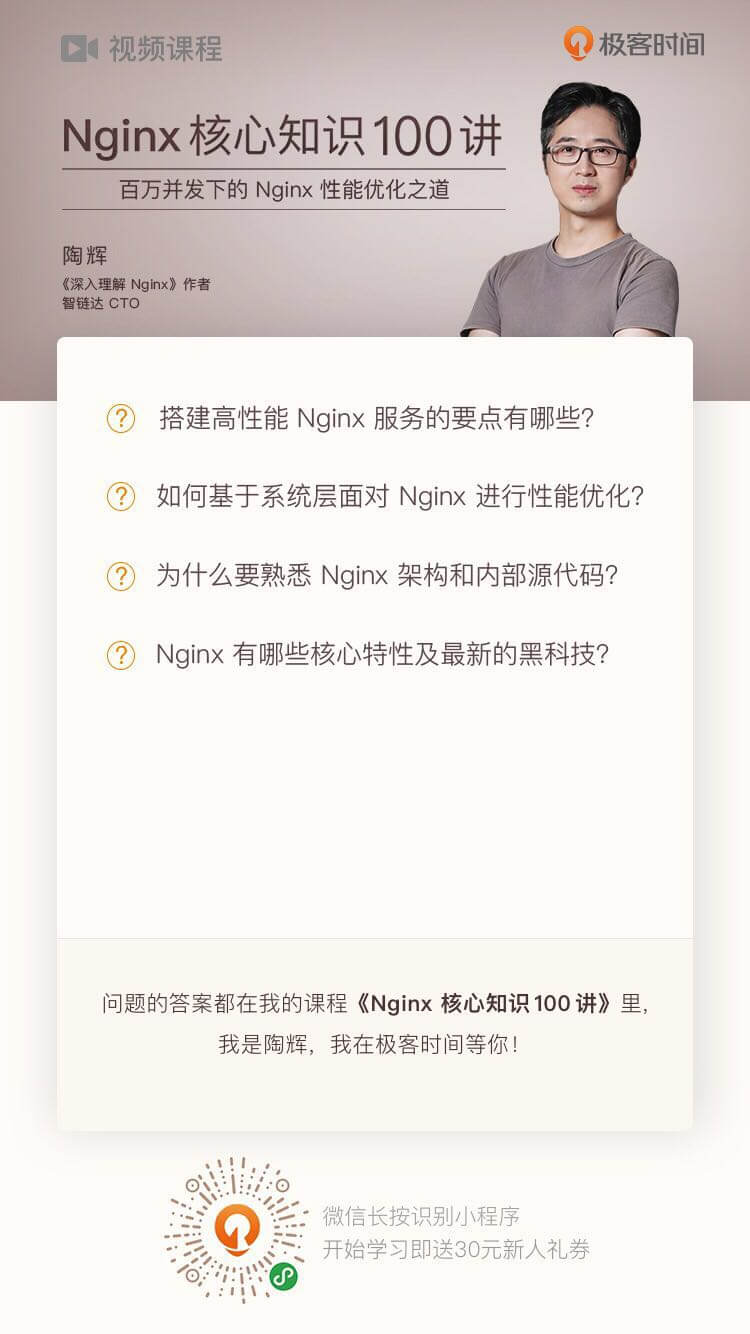 视频课程
极客时间
Nginx 核心知识100讲
百万并发下的 Nginx 性能优化之道
陶辉
《深入理解 Nginx》作者
智链达 CTO
? 搭建高性能 Nginx 服务的要点有哪些?
? 如何基于系统层面对 Nginx 进行性能优化?
? 为什么要熟悉 Nginx 架构和内部源代码?
? Nginx 有哪些核心特性及最新的黑科技?
问题的答案都在我的课程《Nginx 核心知识100讲》里,
我是陶辉,我在极客时间等你!
微信长按识别小程序
开始学习即送30元新人礼券